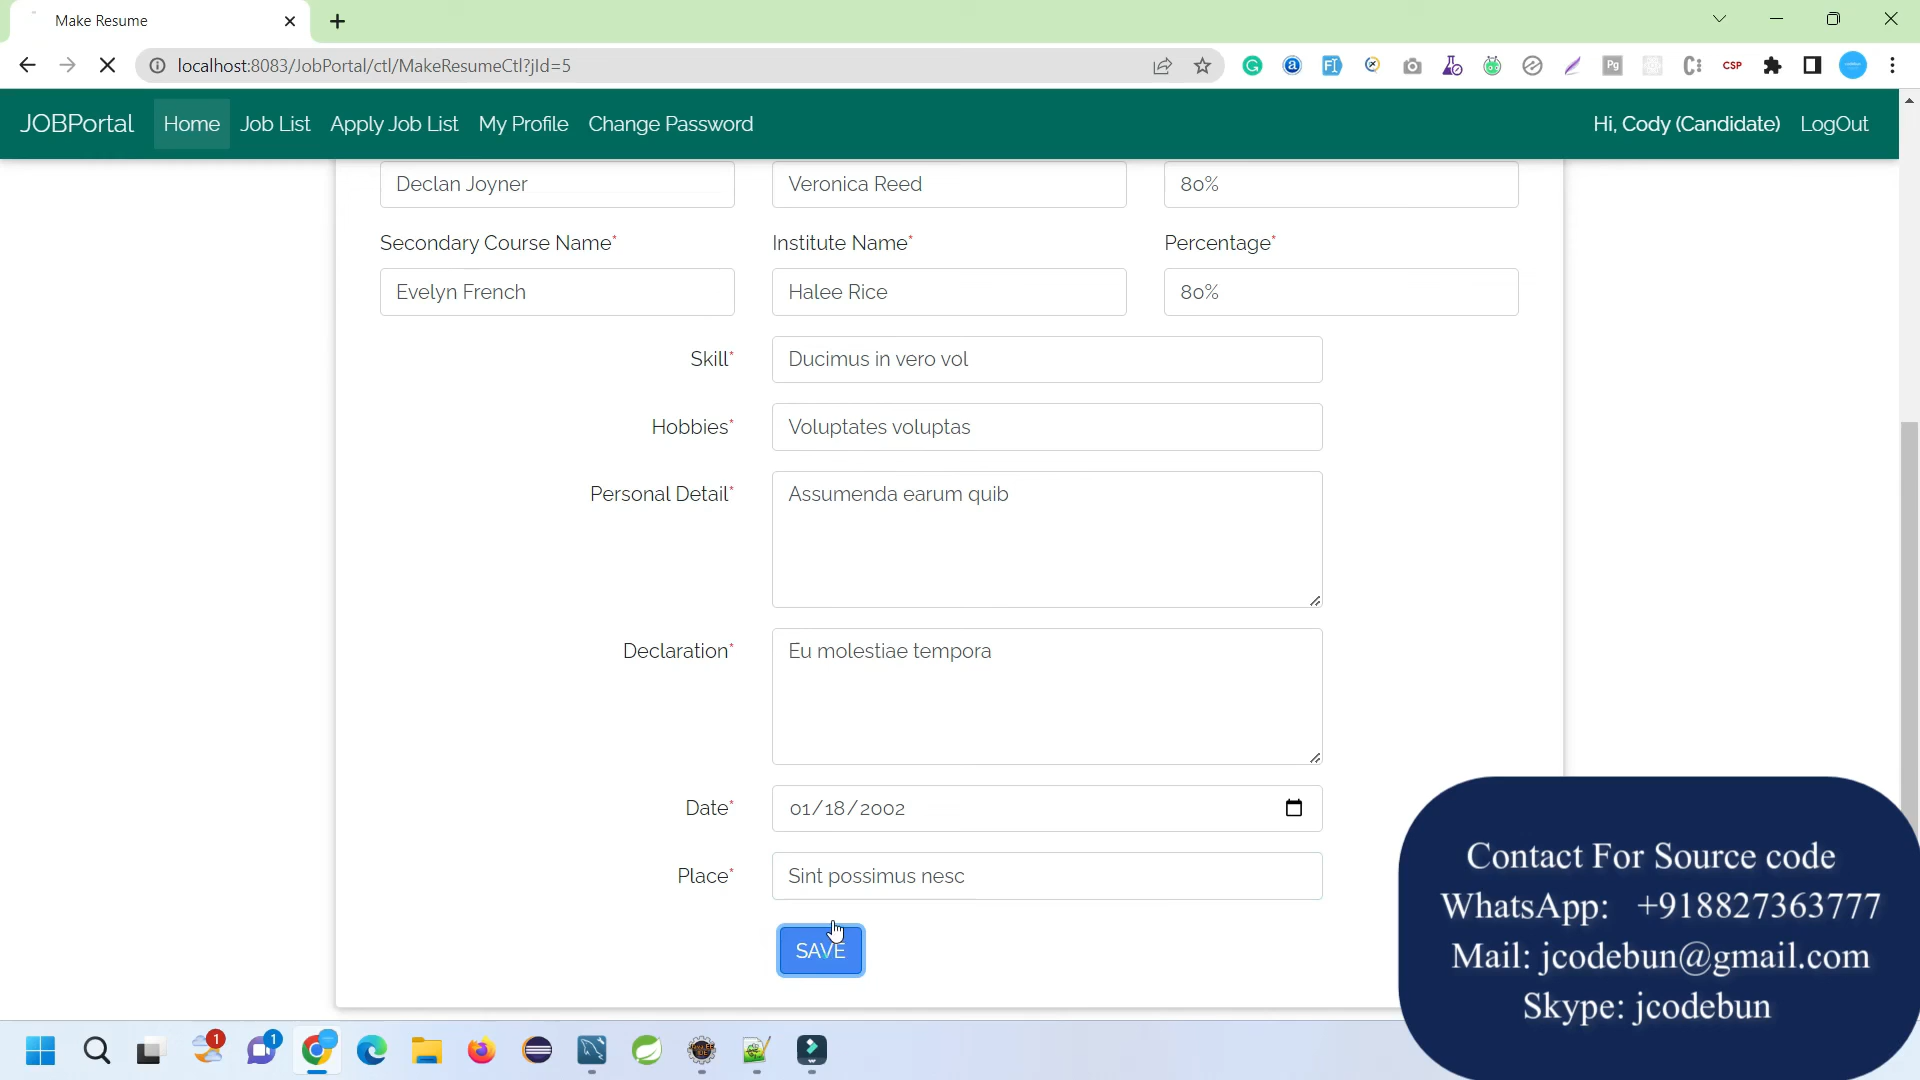 Make Resume
localhost:8083/JobPortal/ctl/MakeResumeCtl?jId=5
Pg
CSP
JOBPortal Home Job List Apply Job List My Profile Change Password Hi, Cody (Candidate) LogOut
Declan Joyner Veronica Reed 80%
Secondary Course Name* Institute Name* Percentage*
Evelyn French Halee Rice 80%
Skill* Ducimus in vero vol
Hobbies* Voluptates voluptas
Personal Detail* Assumenda earum quib
Declaration* Eu molestiae tempora
Date* 01/18/2002
Place* Sint possimus nesc
SAVE
Contact For Source code
WhatsApp: +918827363777
Mail: jcodebun@gmail.com
Skype: jcodebun
1
1